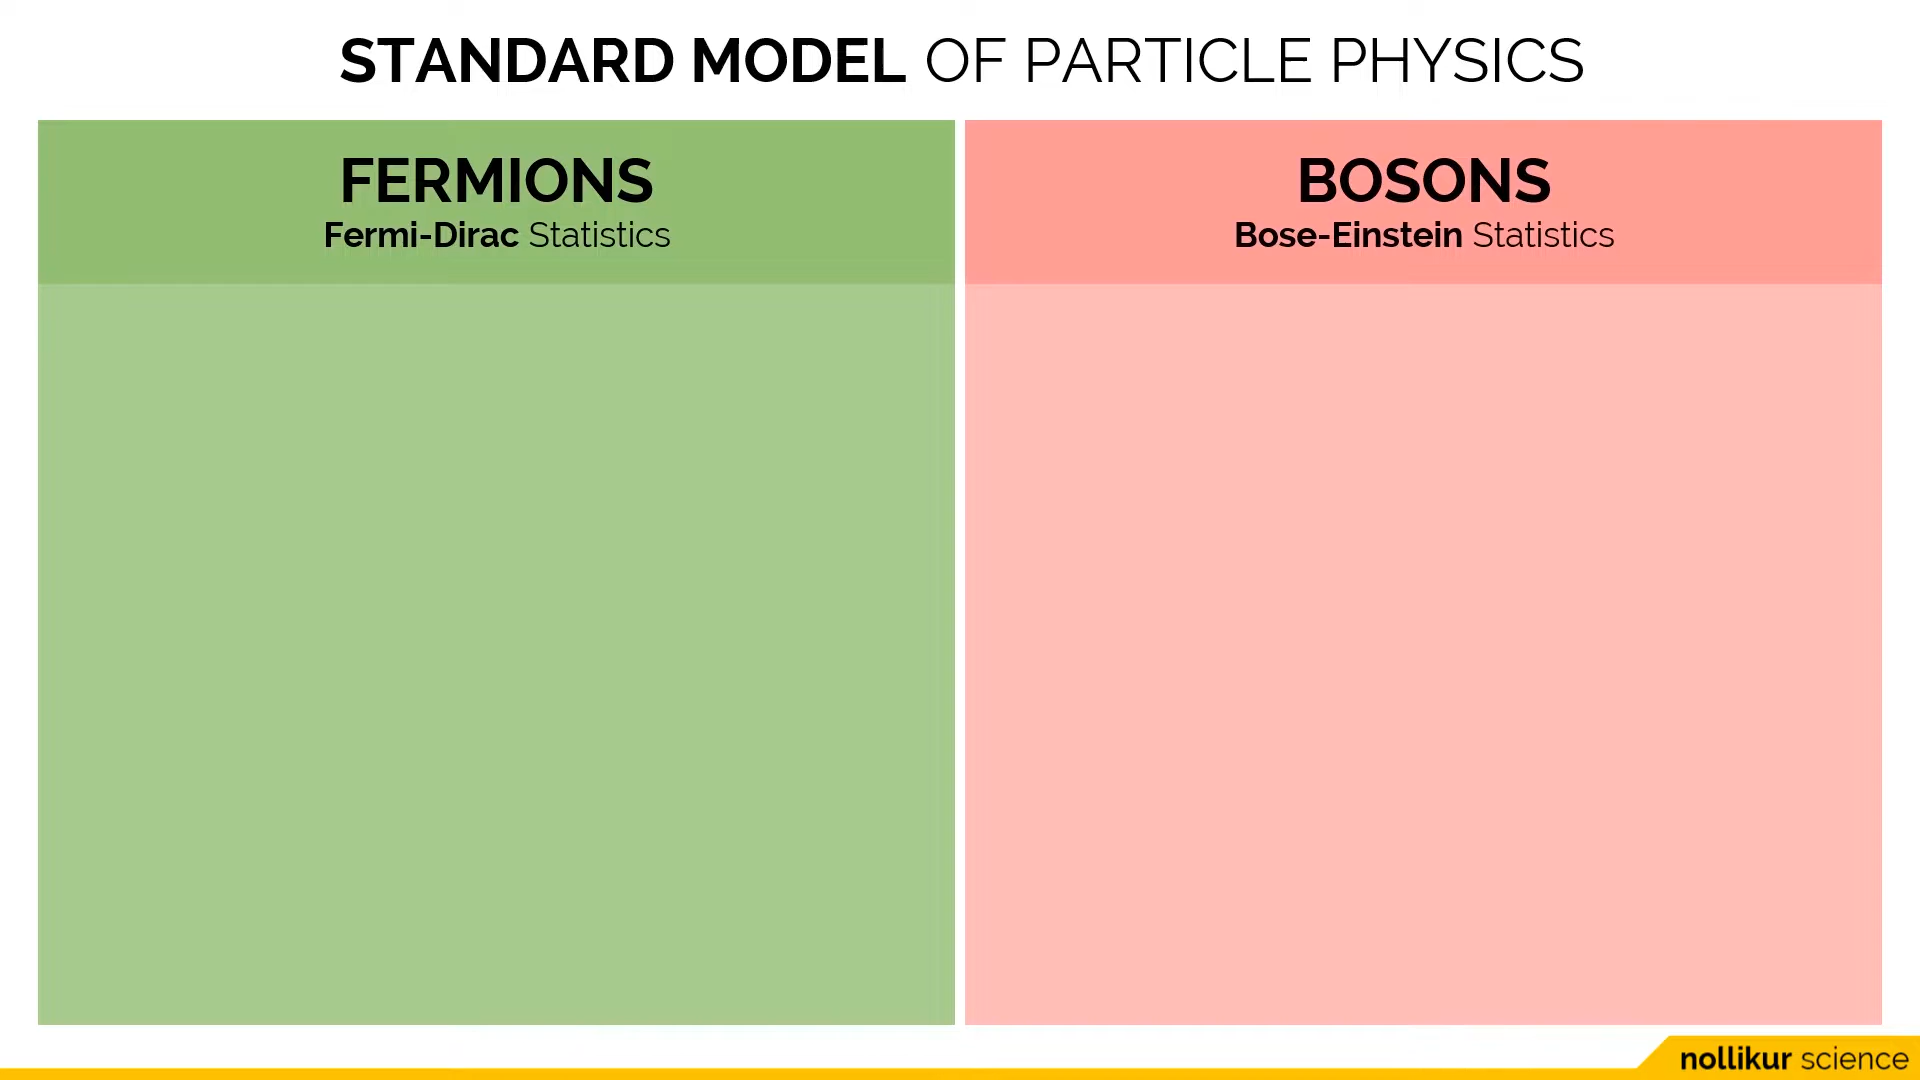 STANDARD MODEL OF PARTICLE PHYSICS
FERMIONS
Fermi-Dirac Statistics
BOSONS
Bose-Einstein Statistics
nollikur science